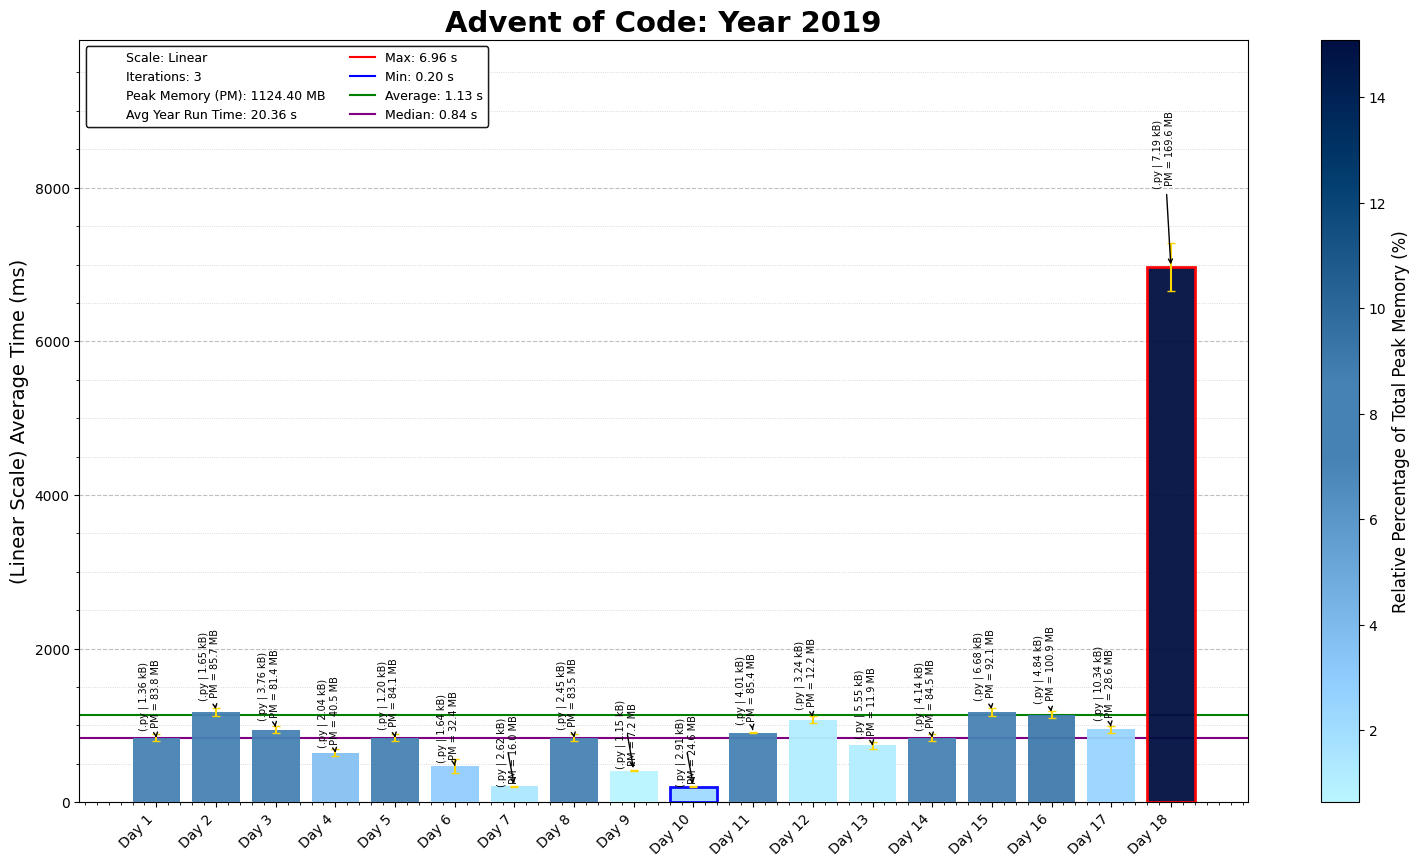 Advent of Code: Year 2019
Scale: Linear
Iterations: 3
Peak Memory (PM): 1124.40 MB
Avg Year Run Time: 20.36 s
Max: 6.96 s
Min: 0.20 s
Average: 1.13 s
Median: 0.84 s
(Linear Scale) Average Time (ms)
8000
6000
4000
2000
0
(.py | 1.36 kB)
PM = 83.8 MB
(.py | 1.65 kB)
PM = 85.7 MB
(.py | 3.76 kB)
PM = 81.4 MB
(.py | 2.04 kB)
PM = 40.5 MB
(.py | 1.20 kB)
PM = 84.1 MB
(.py | 1.64 kB)
PM = 32.4 MB
(.py | 2.62 kB)
PM = 16.0 MB
(.py | 2.45 kB)
PM = 83.5 MB
(.py | 1.15 kB)
PM = 7.2 MB
(.py | 2.91 kB)
PM = 24.6 MB
(.py | 4.01 kB)
PM = 85.4 MB
(.py | 3.24 kB)
PM = 12.2 MB
(.py | 5.55 kB)
PM = 11.9 MB
(.py | 4.14 kB)
PM = 84.5 MB
(.py | 6.68 kB)
PM = 92.1 MB
(.py | 4.84 kB)
PM = 100.9 MB
(.py | 10.34 kB)
PM = 28.6 MB
(.py | 7.19 kB)
PM = 169.6 MB
Day 1
Day 2
Day 3
Day 4
Day 5
Day 6
Day 7
Day 8
Day 9
Day 10
Day 11
Day 12
Day 13
Day 14
Day 15
Day 16
Day 17
Day 18
14
12
10
8
6
4
2
Relative Percentage of Total Peak Memory (%)